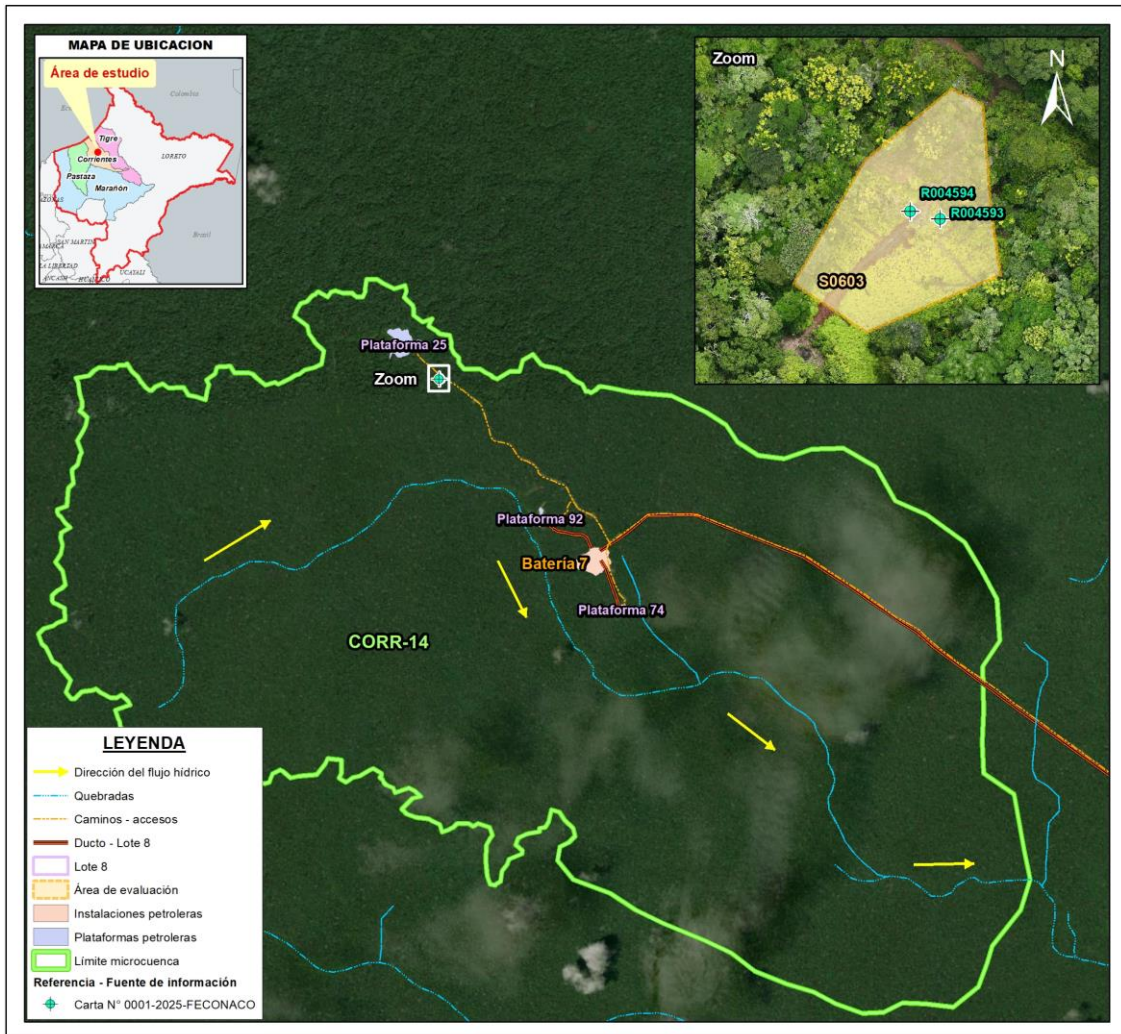 MAPA DE UBICACION
Área de estudio
Colombia
Tigre
LORETO
Corrientes
Pastaza
Marañón
Brasil
SAN MARTIN
LA LIBERTAD
ANCASH
HUANUCO
UCAYALI
Zoom
N
R004594
R004593
S0603
Plataforma 25
Zoom
Plataforma 92
Batería 7
Plataforma 74
CORR-14
LEYENDA
Dirección del flujo hídrico
Quebradas
Caminos - accesos
Ducto - Lote 8
Lote 8
Área de evaluación
Instalaciones petroleras
Plataformas petroleras
Límite microcuenca
Referencia - Fuente de información
Carta N° 0001-2025-FECONACO